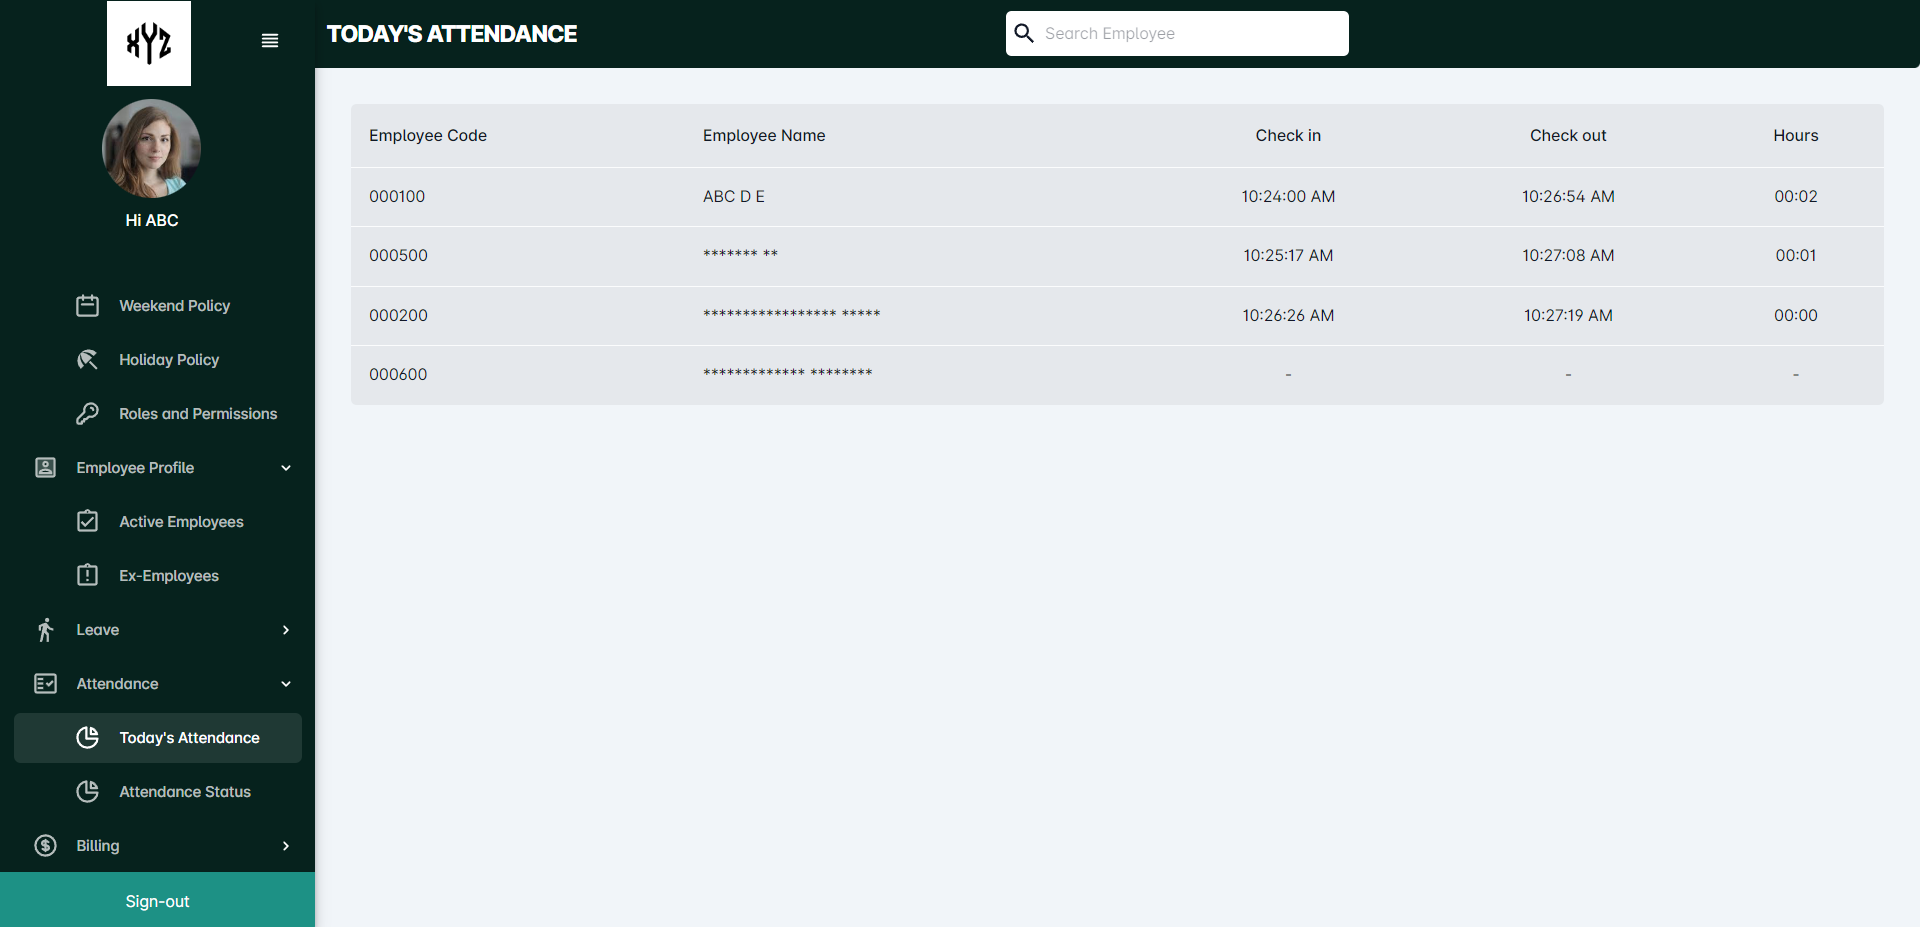 XYZ
Hi ABC
Weekend Policy
Holiday Policy
Roles and Permissions
Employee Profile
Active Employees
Ex-Employees
Leave
Attendance
Today's Attendance
Attendance Status
Billing
Sign-out
TODAY'S ATTENDANCE
Search Employee
Employee Code Employee Name Check in Check out Hours
000100 ABC D E 10:24:00 AM 10:26:54 AM 00:02
000500 ******* ** 10:25:17 AM 10:27:08 AM 00:01
000200 ***************** ***** 10:26:26 AM 10:27:19 AM 00:00
000600 ************* ******** - - -